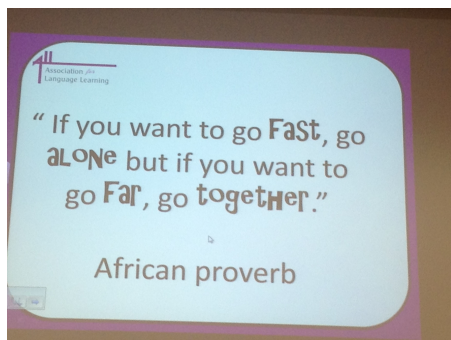 Association for
Language Learning
“ If you want to go Fast, go
aLoNe but if you want to
go Far, go togetHer.”
African proverb